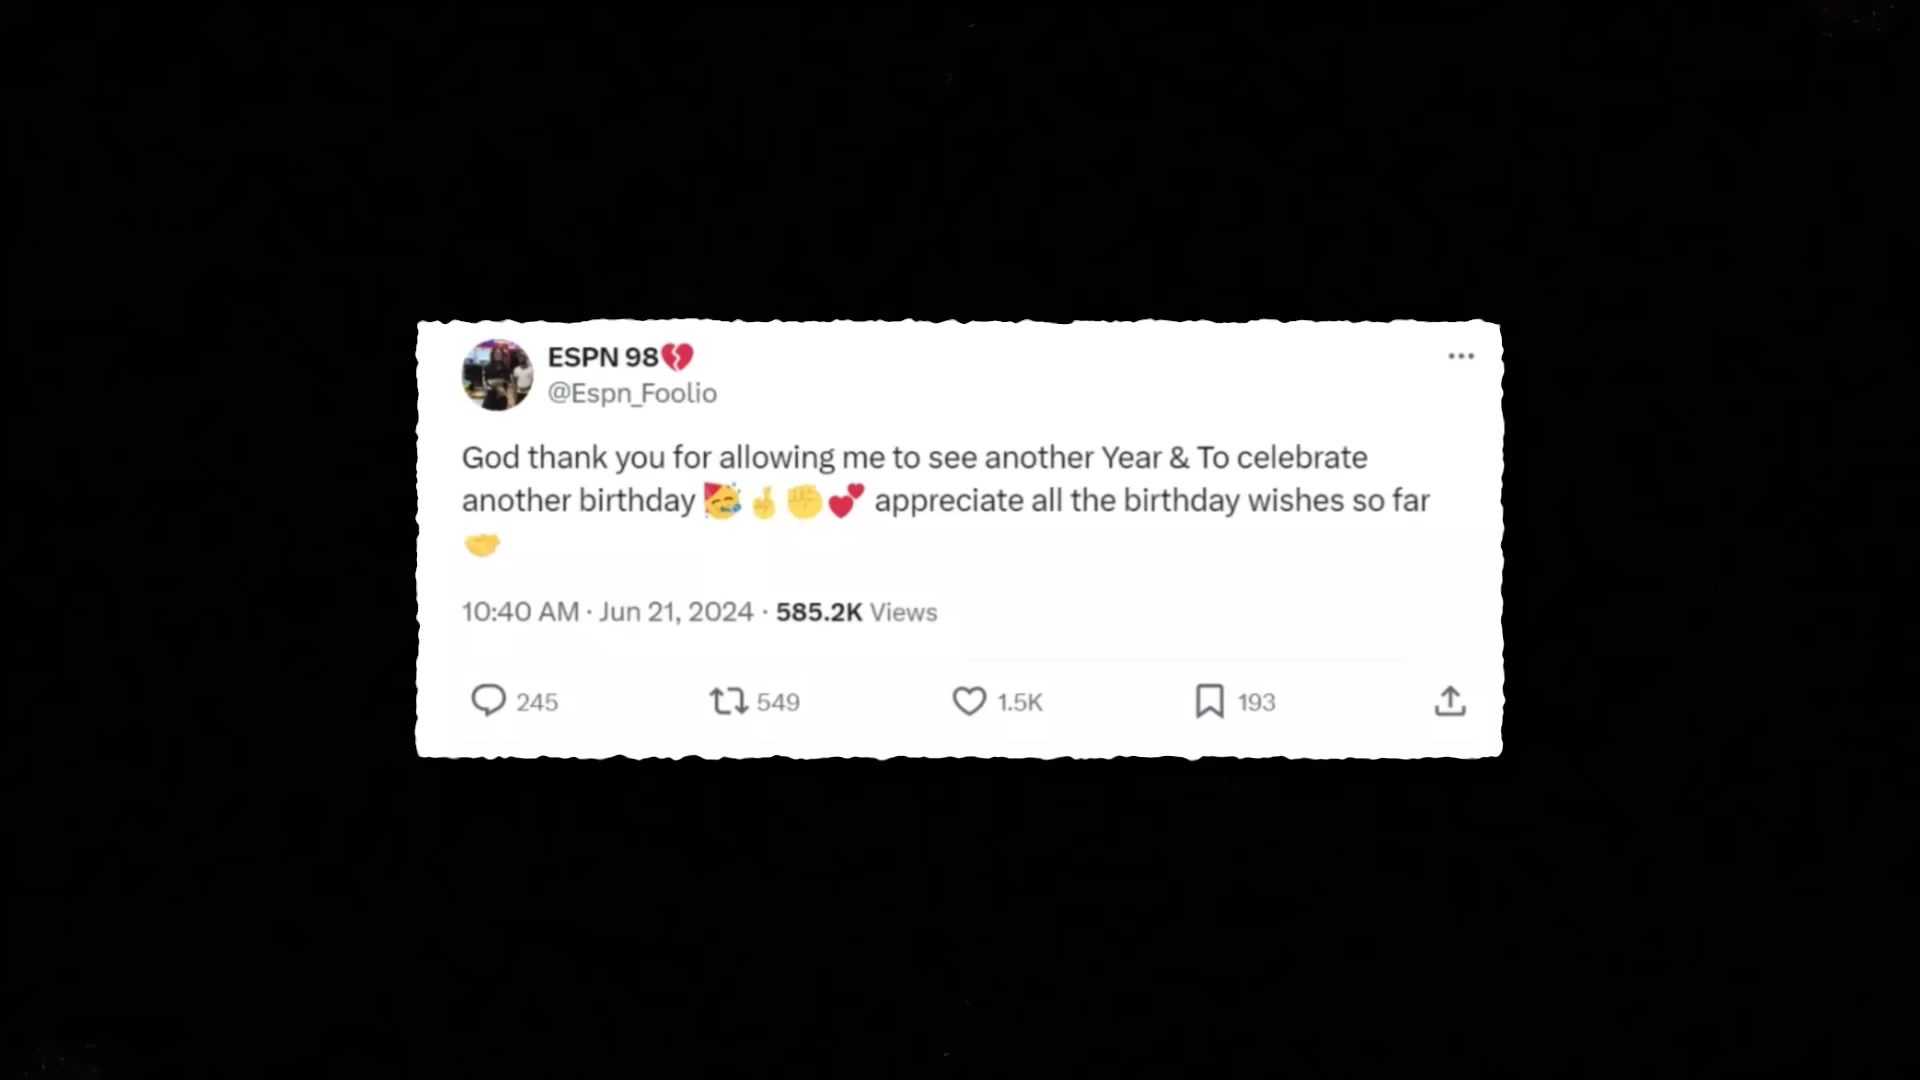 ESPN 98💔
@Espn_Foolio
God thank you for allowing me to see another Year & To celebrate
another birthday 🥳🤞✊💕 appreciate all the birthday wishes so far
🤝
10:40 AM · Jun 21, 2024 · 585.2K Views
245 549 1.5K 193